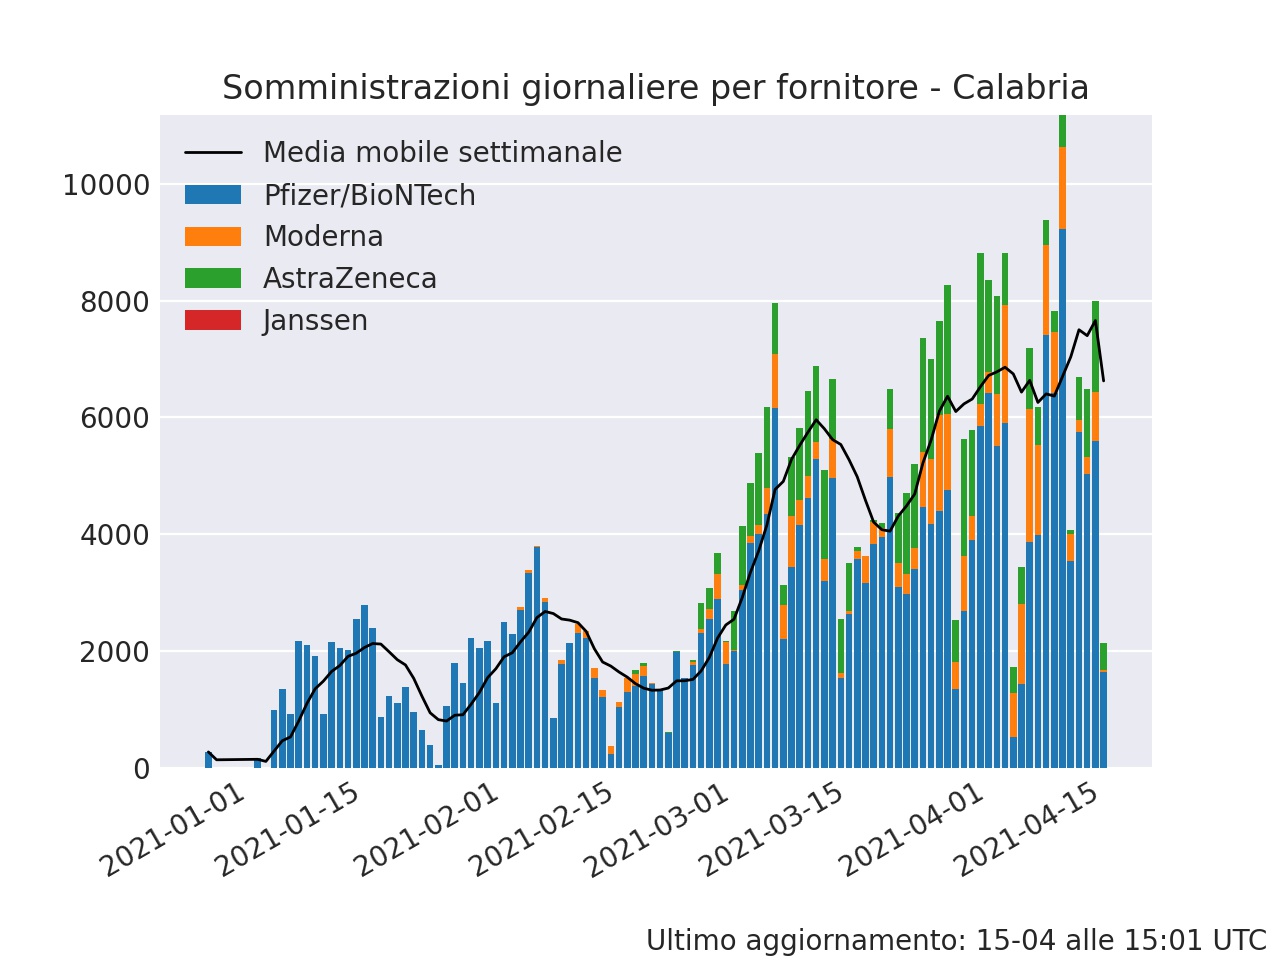 Somministrazioni giornaliere per fornitore - Calabria
Media mobile settimanale
Pfizer/BioNTech
Moderna
AstraZeneca
Janssen
10000
8000
6000
4000
2000
0
2021-01-01
2021-01-15
2021-02-01
2021-02-15
2021-03-01
2021-03-15
2021-04-01
2021-04-15
Ultimo aggiornamento: 15-04 alle 15:01 UTC